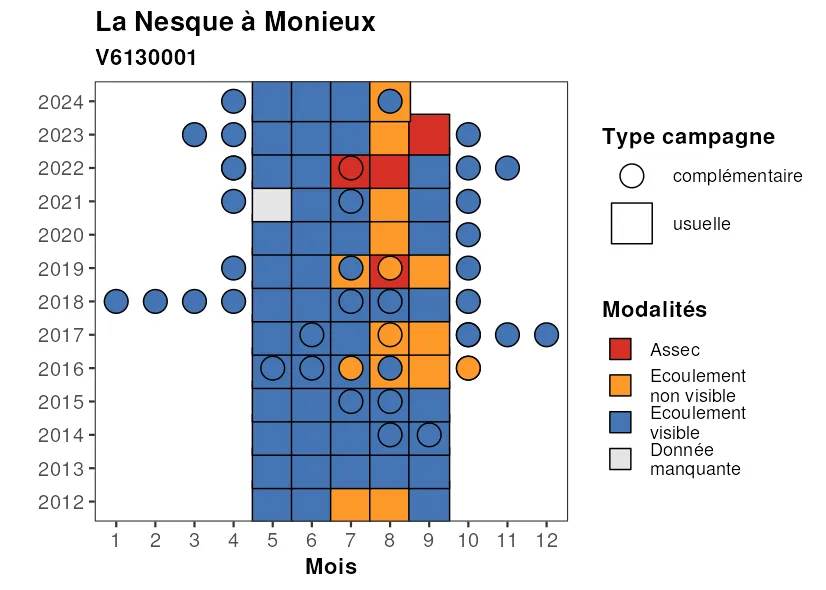 La Nesque à Monieux
V6130001
2024
2023
2022
2021
2020
2019
2018
2017
2016
2015
2014
2013
2012
1 2 3 4 5 6 7 8 9 10 11 12
Mois
Type campagne
complémentaire
usuelle
Modalités
Assec
Ecoulement
non visible
Ecoulement
visible
Donnée
manquante